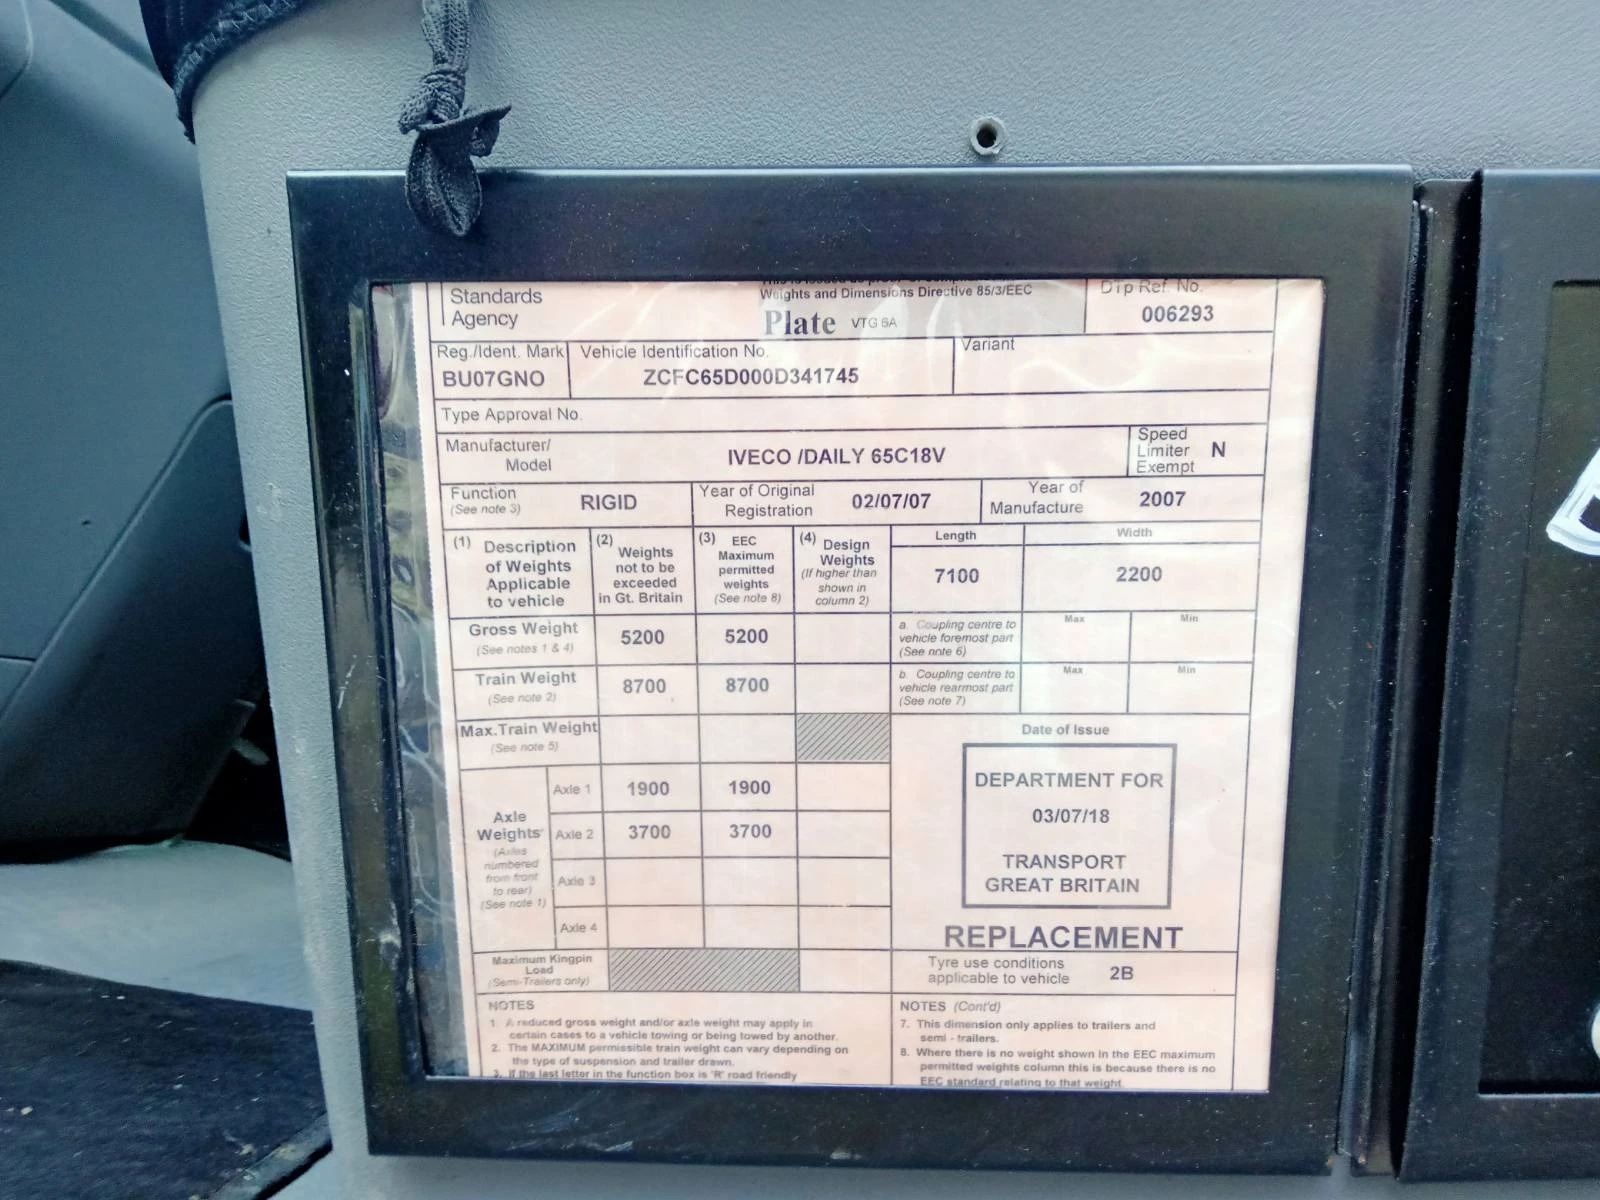 Standards
Agency
Weights and Dimensions Directive 85/3/EEC
Plate VTG 6A
D1p Ref. No.
006293
Reg./Ident. Mark
BU07GNO
Vehicle Identification No.
ZCFC65D000D341745
Variant
Type Approval No.
Manufacturer/
Model
IVECO /DAILY 65C18V
Speed
Limiter
Exempt
N
Function
(See note 3)
RIGID
Year of Original
Registration
02/07/07
Year of
Manufacture
2007
(1) Description
of Weights
Applicable
to vehicle
(2) Weights
not to be
exceeded
in Gt. Britain
(3) EEC
Maximum
permitted
weights
(See note 8)
(4) Design
Weights
(If higher than
shown in
column 2)
Length
7100
Width
2200
Gross Weight
(See notes 1 & 4)
5200
5200
a. Coupling centre to
vehicle foremost part
(See note 6)
Max
Min
Train Weight
(See note 2)
8700
8700
b. Coupling centre to
vehicle rearmost part
(See note 7)
Max
Min
Max.Train Weight
(See note 5)
Axle
Weights
(Axles
numbered
from front
to rear)
(See note 1)
Axle 1
1900
1900
Axle 2
3700
3700
Axle 3
Axle 4
Maximum Kingpin
Load
(Semi-Trailers only)
Date of Issue
DEPARTMENT FOR
03/07/18
TRANSPORT
GREAT BRITAIN
REPLACEMENT
Tyre use conditions
applicable to vehicle
2B
NOTES
1. A reduced gross weight and/or axle weight may apply in
certain cases to a vehicle towing or being towed by another.
2. The MAXIMUM permissible train weight can vary depending on
the type of suspension and trailer drawn.
3. If the last letter in the function box is 'R' road friendly
NOTES (Cont'd)
7. This dimension only applies to trailers and
semi - trailers.
8. Where there is no weight shown in the EEC maximum
permitted weights column this is because there is no
EEC standard relating to that weight.